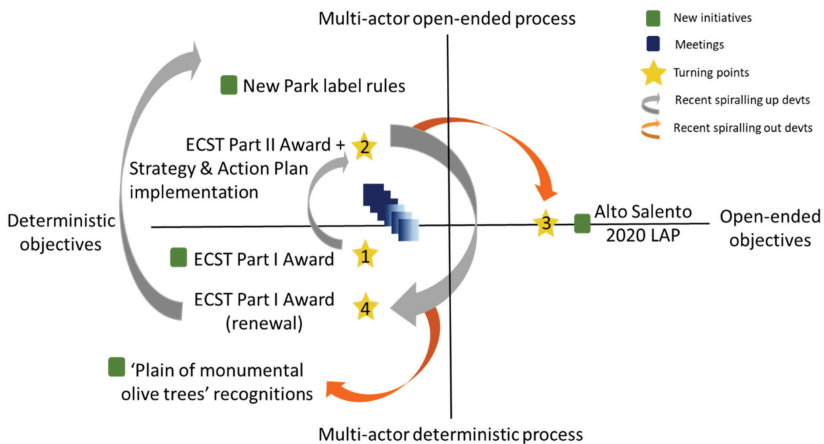 Multi-actor open-ended process
New initiatives
Meetings
Turning points
Recent spiralling up devts
Recent spiralling out devts
New Park label rules
ECST Part II Award +
Strategy & Action Plan
implementation
2
Deterministic
objectives
3
Alto Salento
2020 LAP
Open-ended
objectives
ECST Part I Award
1
ECST Part I Award
(renewal)
4
‘Plain of monumental
olive trees’ recognitions
Multi-actor deterministic process